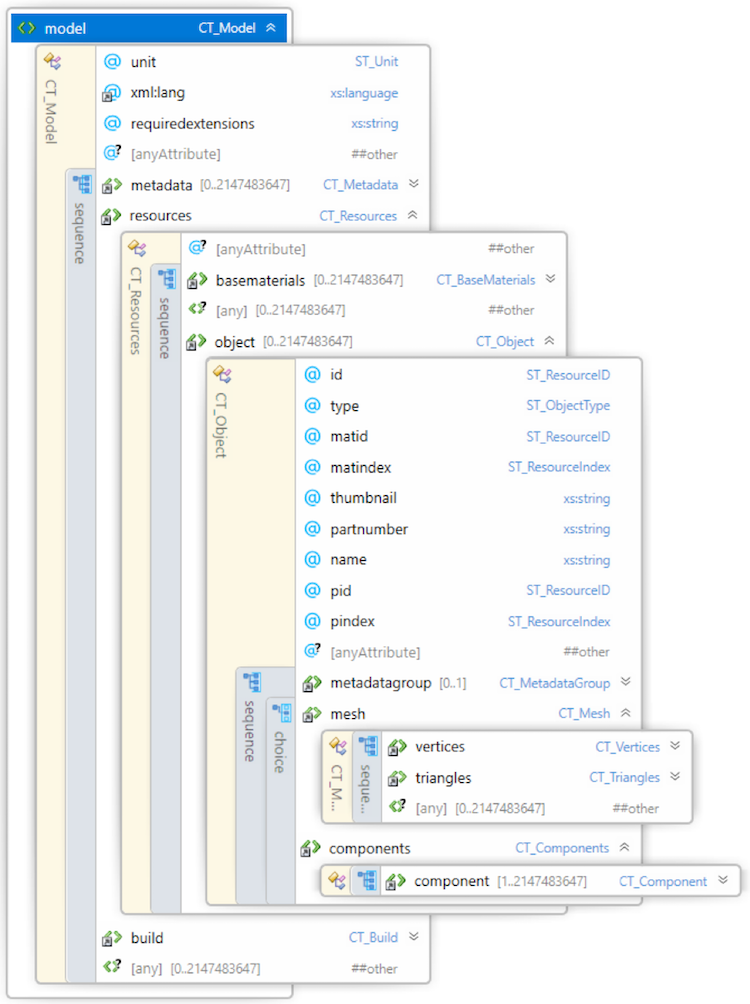 model CT_Model
CT_Model
unit ST_Unit
xml:lang xs:language
requiredextensions xs:string
[anyAttribute] ##other
sequence
metadata [0..2147483647] CT_Metadata
resources CT_Resources
CT_Resources
[anyAttribute] ##other
sequence
basematerials [0..2147483647] CT_BaseMaterials
[any] [0..2147483647] ##other
object [0..2147483647] CT_Object
CT_Object
id ST_ResourceID
type ST_ObjectType
matid ST_ResourceID
matindex ST_ResourceIndex
thumbnail xs:string
partnumber xs:string
name xs:string
pid ST_ResourceID
pindex ST_ResourceIndex
[anyAttribute] ##other
sequence
metadatagroup [0..1] CT_MetadataGroup
choice
mesh CT_Mesh
CT_M...
seque...
vertices CT_Vertices
triangles CT_Triangles
[any] [0..2147483647] ##other
components CT_Components
component [1..2147483647] CT_Component
build CT_Build
[any] [0..2147483647] ##other